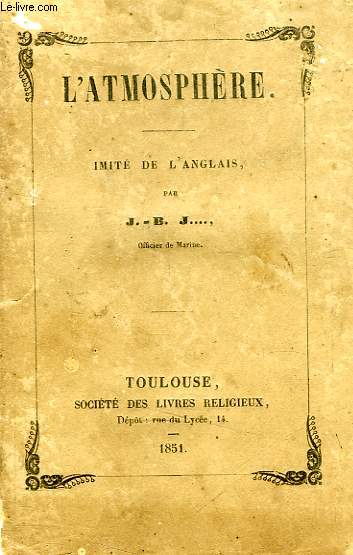 Le-livre.com
L'ATMOSPHÈRE.
IMITÉ DE L'ANGLAIS,
PAR
J.-B. J....,
Officier de Marine.
TOULOUSE,
SOCIÉTÉ DES LIVRES RELIGIEUX,
Dépôt : rue du Lycée, 14.
1851.